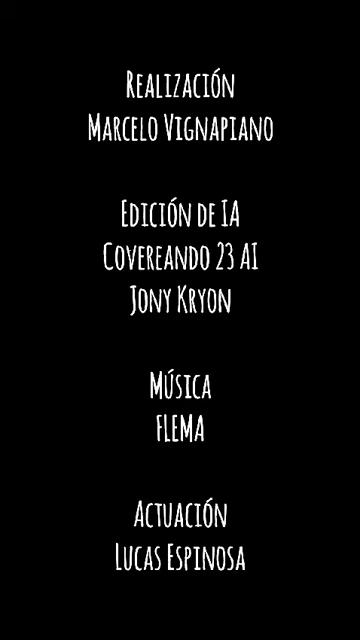 Realización
Marcelo Vignapiano
Edición de IA
Covereando 23 AI
Jony Kryon
Música
FLEMA
Actuación
Lucas Espinosa